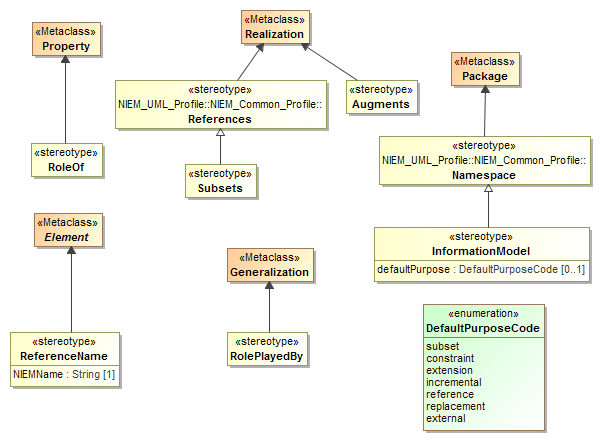 «Metaclass»
Property
«stereotype»
RoleOf
«Metaclass»
Realization
«stereotype»
NIEM_UML_Profile::NIEM_Common_Profile::
References
«stereotype»
Augments
«stereotype»
Subsets
«Metaclass»
Package
«stereotype»
NIEM_UML_Profile::NIEM_Common_Profile::
Namespace
«stereotype»
InformationModel
defaultPurpose : DefaultPurposeCode [0..1]
«Metaclass»
Element
«stereotype»
ReferenceName
NIEMName : String [1]
«Metaclass»
Generalization
«stereotype»
RolePlayedBy
«enumeration»
DefaultPurposeCode
subset
constraint
extension
incremental
reference
replacement
external